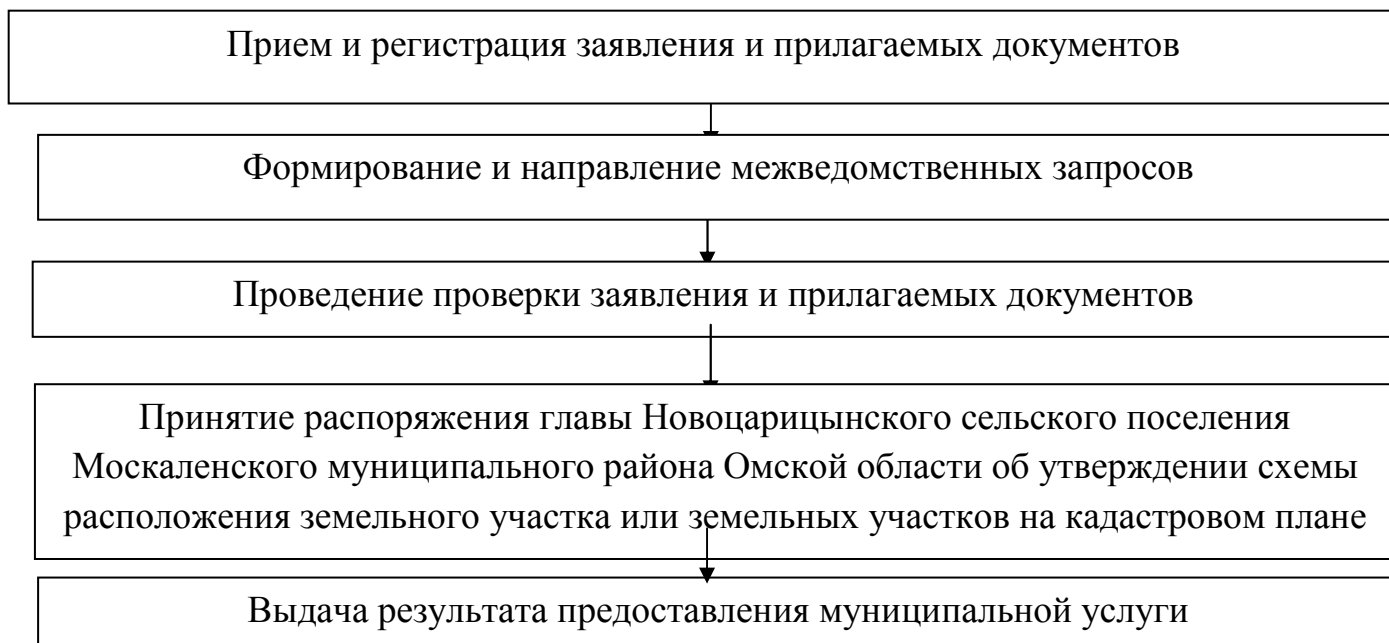 Прием и регистрация заявления и прилагаемых документов
Формирование и направление межведомственных запросов
Проведение проверки заявления и прилагаемых документов
Принятие распоряжения главы Новоцарицынского сельского поселения
Москаленского муниципального района Омской области об утверждении схемы
расположения земельного участка или земельных участков на кадастровом плане
Выдача результата предоставления муниципальной услуги